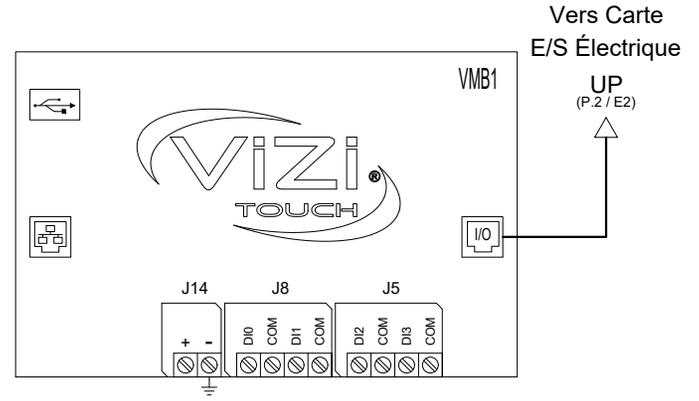 Vers Carte
E/S Électrique
UP
(P.2 / E2)
VMB1
ViZi®
TOUCH
I/O
J14 J8 J5
+ - DI0 COM DI1 COM DI2 COM DI3 COM